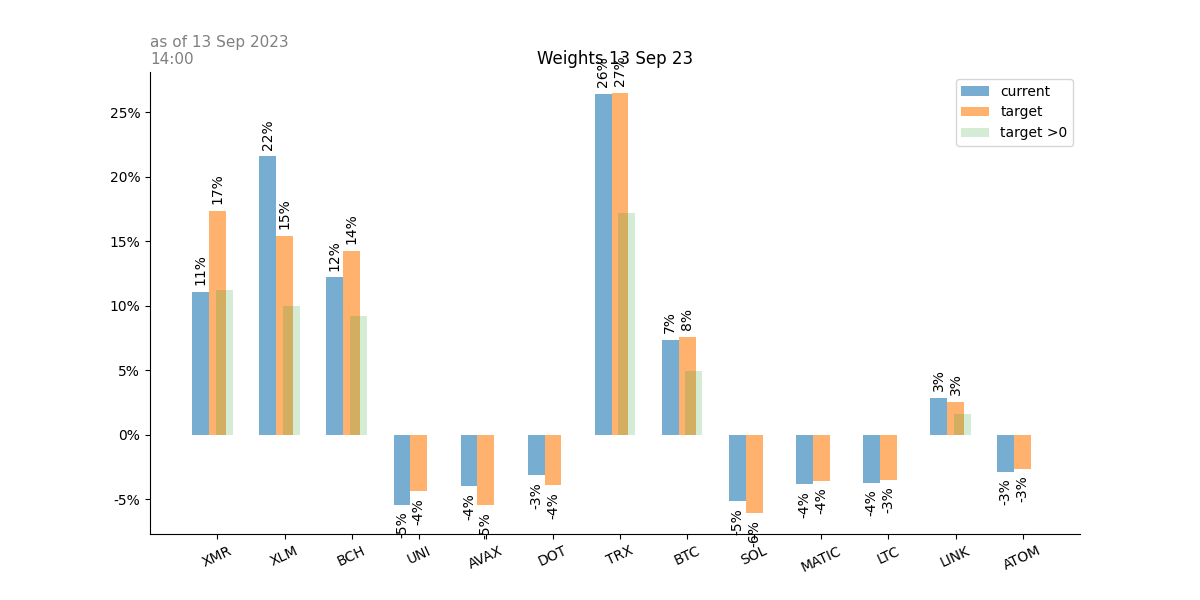 as of 13 Sep 2023
14:00
Weights 13 Sep 23
current
target
target >0
25%
20%
15%
10%
5%
0%
-5%
11%
17%
22%
15%
12%
14%
-5%
-4%
-4%
-5%
-3%
-4%
26%
27%
7%
8%
-5%
-6%
-4%
-4%
-4%
-3%
3%
3%
-3%
-3%
XMR
XLM
BCH
UNI
AVAX
DOT
TRX
BTC
SOL
MATIC
LTC
LINK
ATOM